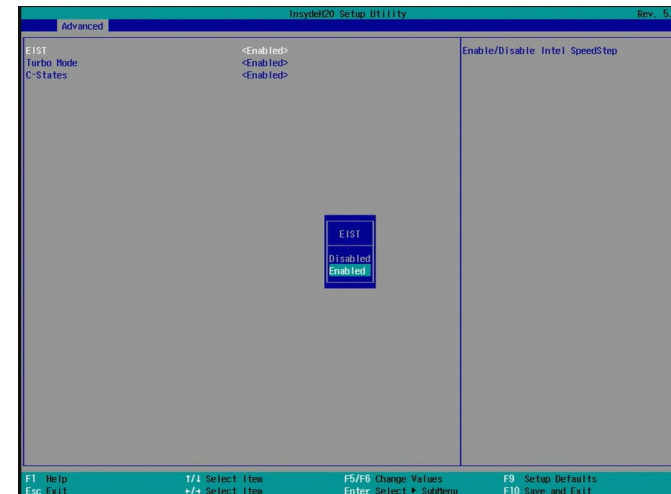 InsydeH20 Setup Utility Rev. 5.
Advanced
EIST <Enabled> Enable/Disable Intel SpeedStep
Turbo Mode <Enabled>
C-States <Enabled>
EIST
Disabled
Enabled
F1 Help ↑/↓ Select Item F5/F6 Change Values F9 Setup Defaults
Esc Exit ←/→ Select Item Enter Select ▶ SubMenu F10 Save and Exit